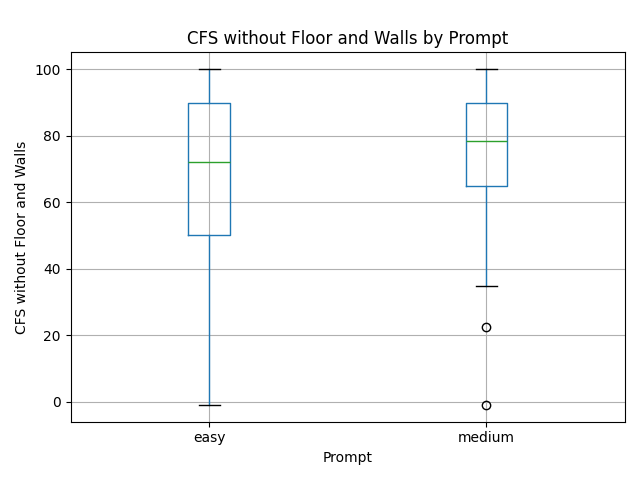 CFS without Floor and Walls by Prompt
100
80
60
40
20
0
CFS without Floor and Walls
easy
medium
Prompt